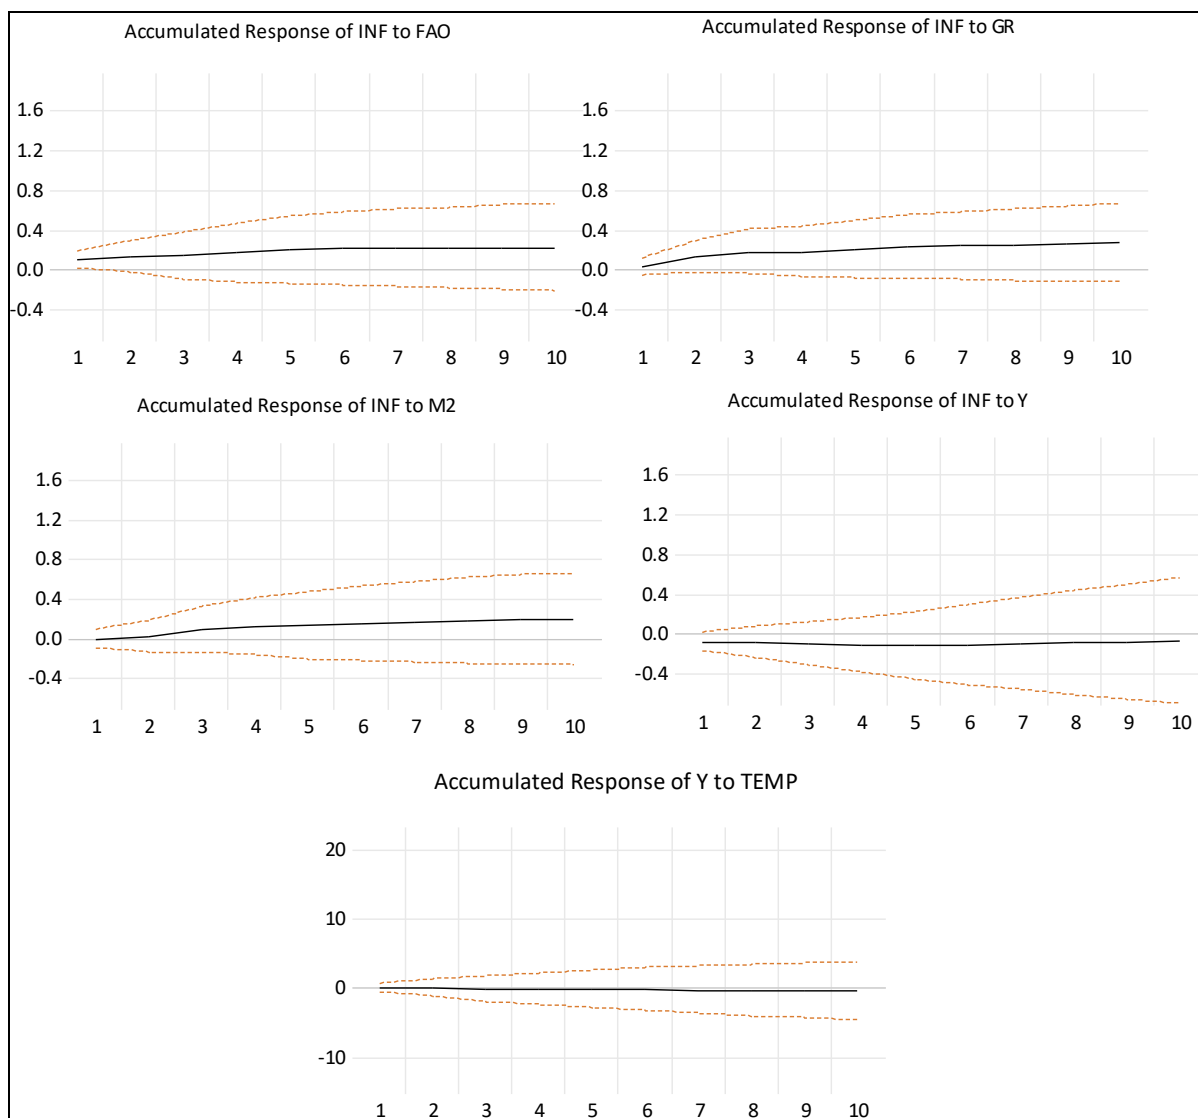 Accumulated Response of INF to FAO
1.6
1.2
0.8
0.4
0.0
-0.4
1 2 3 4 5 6 7 8 9 10
Accumulated Response of INF to GR
1.6
1.2
0.8
0.4
0.0
-0.4
1 2 3 4 5 6 7 8 9 10
Accumulated Response of INF to M2
1.6
1.2
0.8
0.4
0.0
-0.4
1 2 3 4 5 6 7 8 9 10
Accumulated Response of INF to Y
1.6
1.2
0.8
0.4
0.0
-0.4
1 2 3 4 5 6 7 8 9 10
Accumulated Response of Y to TEMP
20
10
0
-10
1 2 3 4 5 6 7 8 9 10